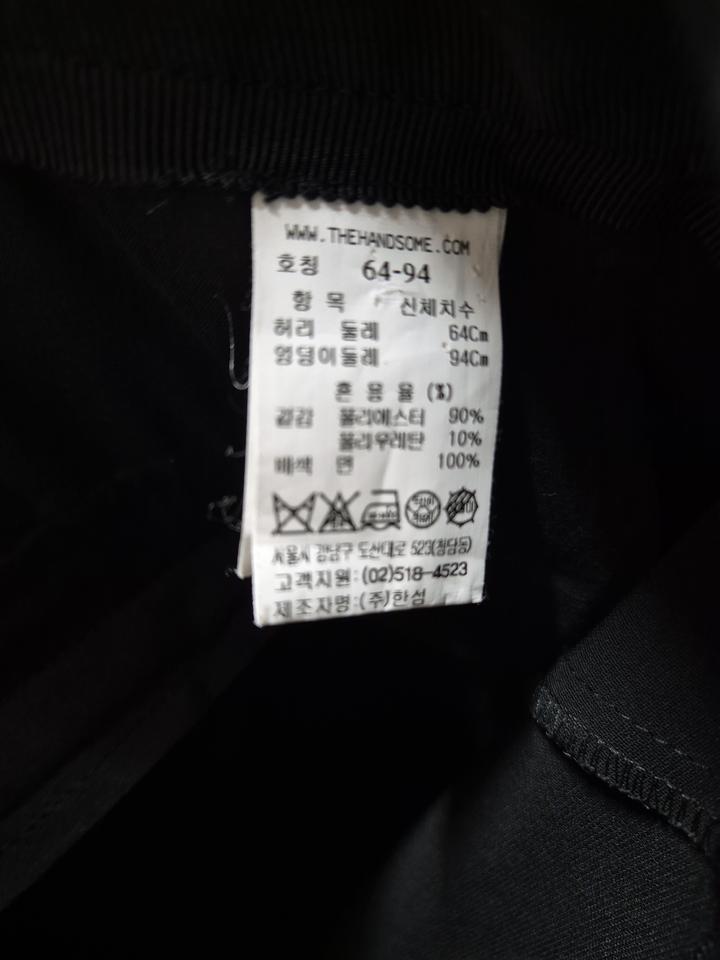 WWW.THEHANDSOME.COM
호칭 64-94
항 목 신체치수
허리 둘레 64Cm
엉덩이둘레 94Cm
혼 용 율 (%)
겉감 폴리에스터 90%
폴리우레탄 10%
배색 면 100%
서울시 강남구 도산대로 523(청담동)
고객지원:(02)518-4523
제조자명:(주)한섬